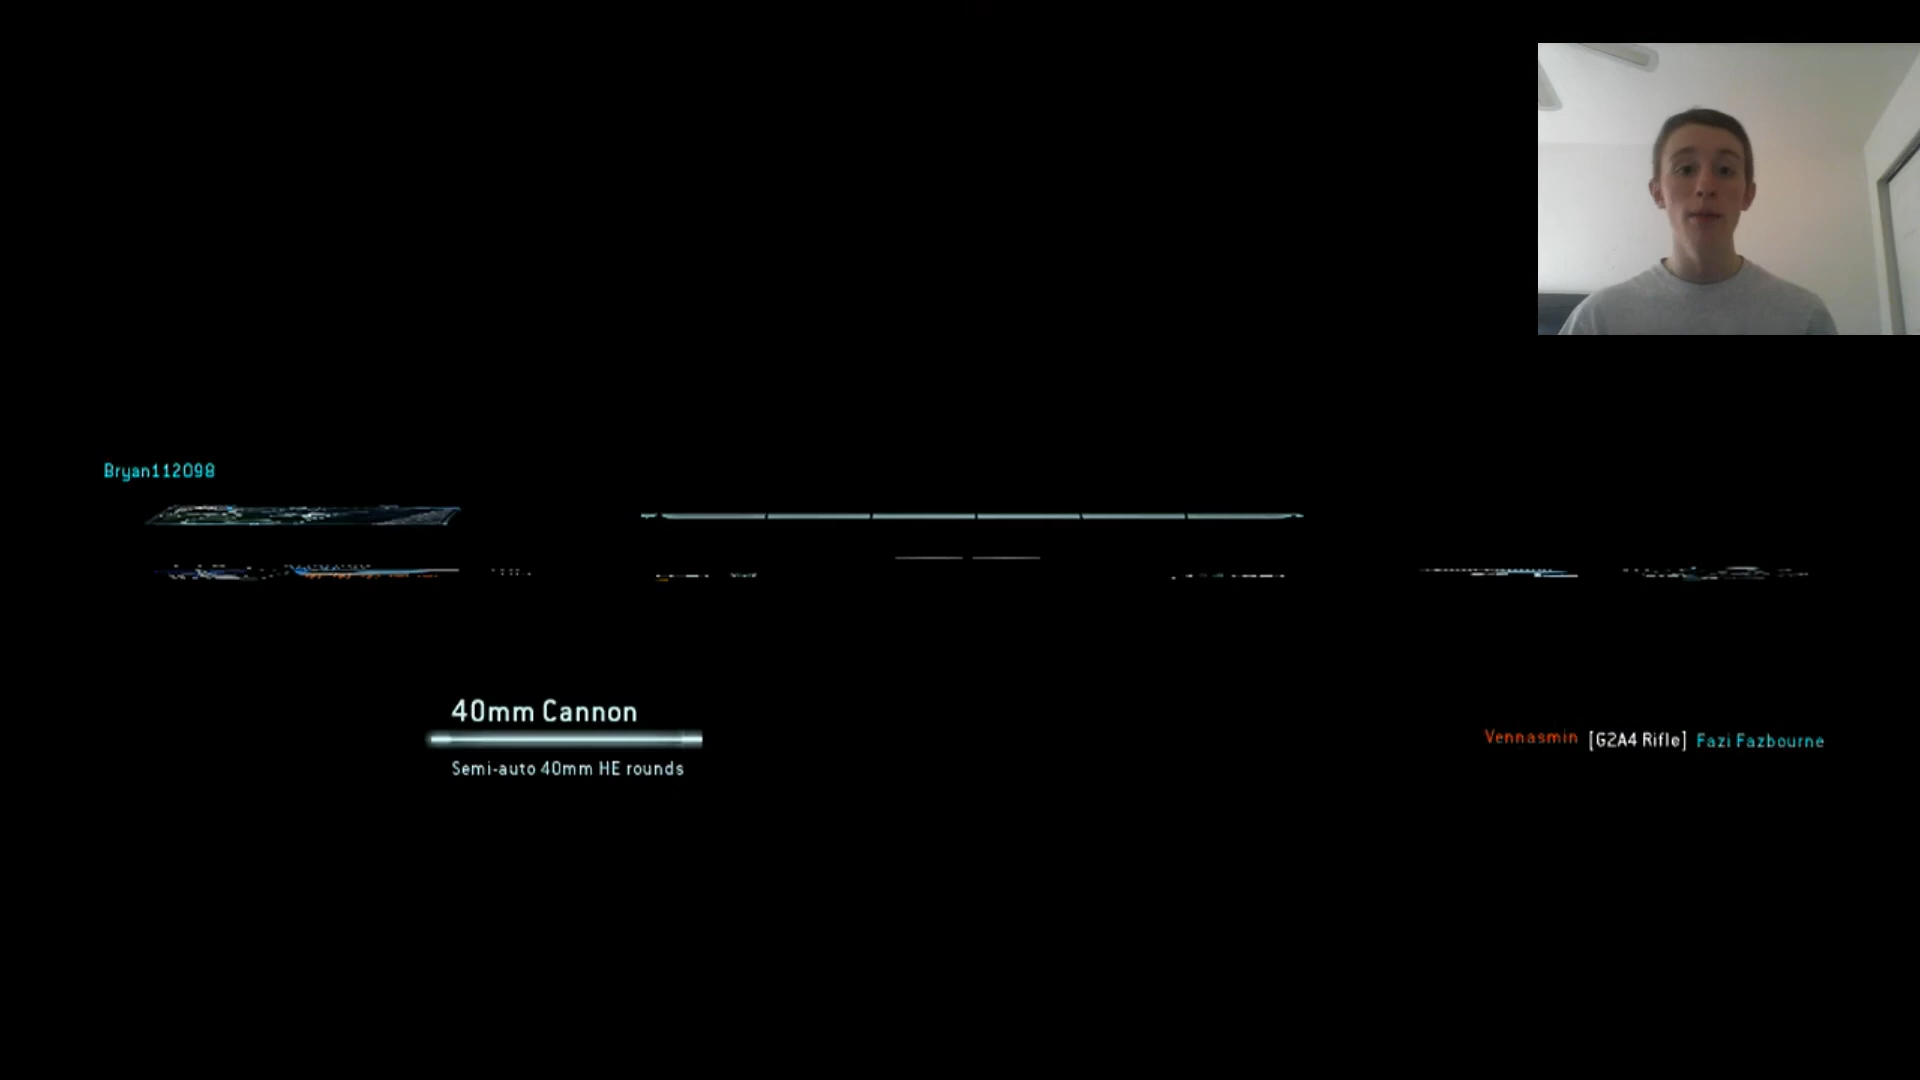 Bryan112098
40mm Cannon
Semi-auto 40mm HE rounds
Vennasmin [G2A4 Rifle] Fazi Fazbourne